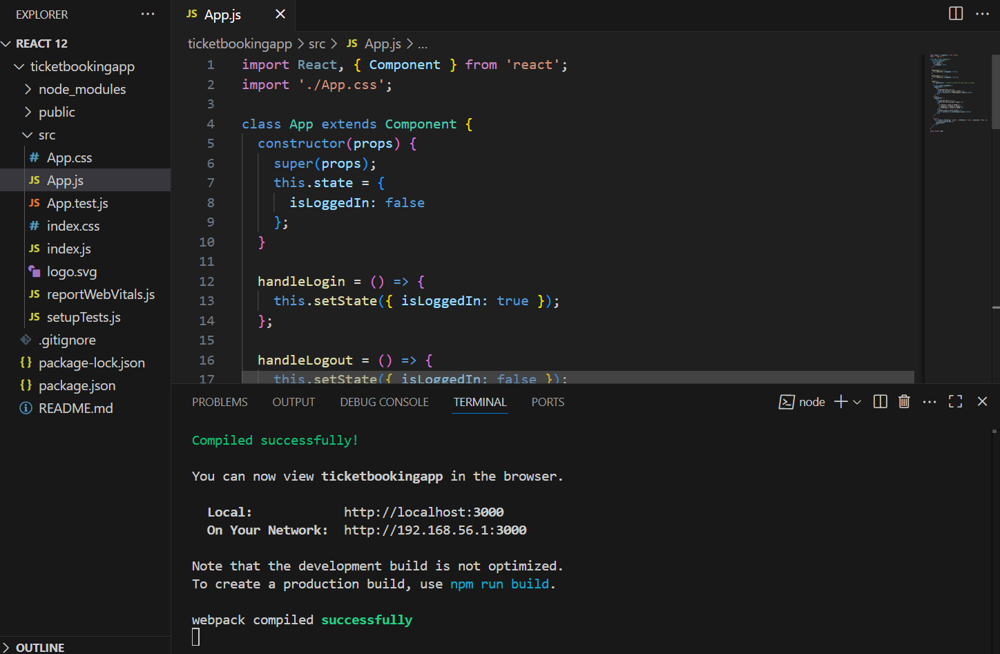 EXPLORER
REACT 12
ticketbookingapp
node_modules
public
src
# App.css
JS App.js
JS App.test.js
# index.css
JS index.js
logo.svg
JS reportWebVitals.js
JS setupTests.js
.gitignore
{} package-lock.json
{} package.json
README.md
OUTLINE
JS App.js
ticketbookingapp > src > JS App.js > ...
1 import React, { Component } from 'react';
2 import './App.css';
3
4 class App extends Component {
5 constructor(props) {
6 super(props);
7 this.state = {
8 isLoggedIn: false
9 };
10 }
11
12 handleLogin = () => {
13 this.setState({ isLoggedIn: true });
14 };
15
16 handleLogout = () => {
17 this.setState({ isLoggedIn: false });
PROBLEMS OUTPUT DEBUG CONSOLE TERMINAL PORTS
node
Compiled successfully!
You can now view ticketbookingapp in the browser.
Local: http://localhost:3000
On Your Network: http://192.168.56.1:3000
Note that the development build is not optimized.
To create a production build, use npm run build.
webpack compiled successfully